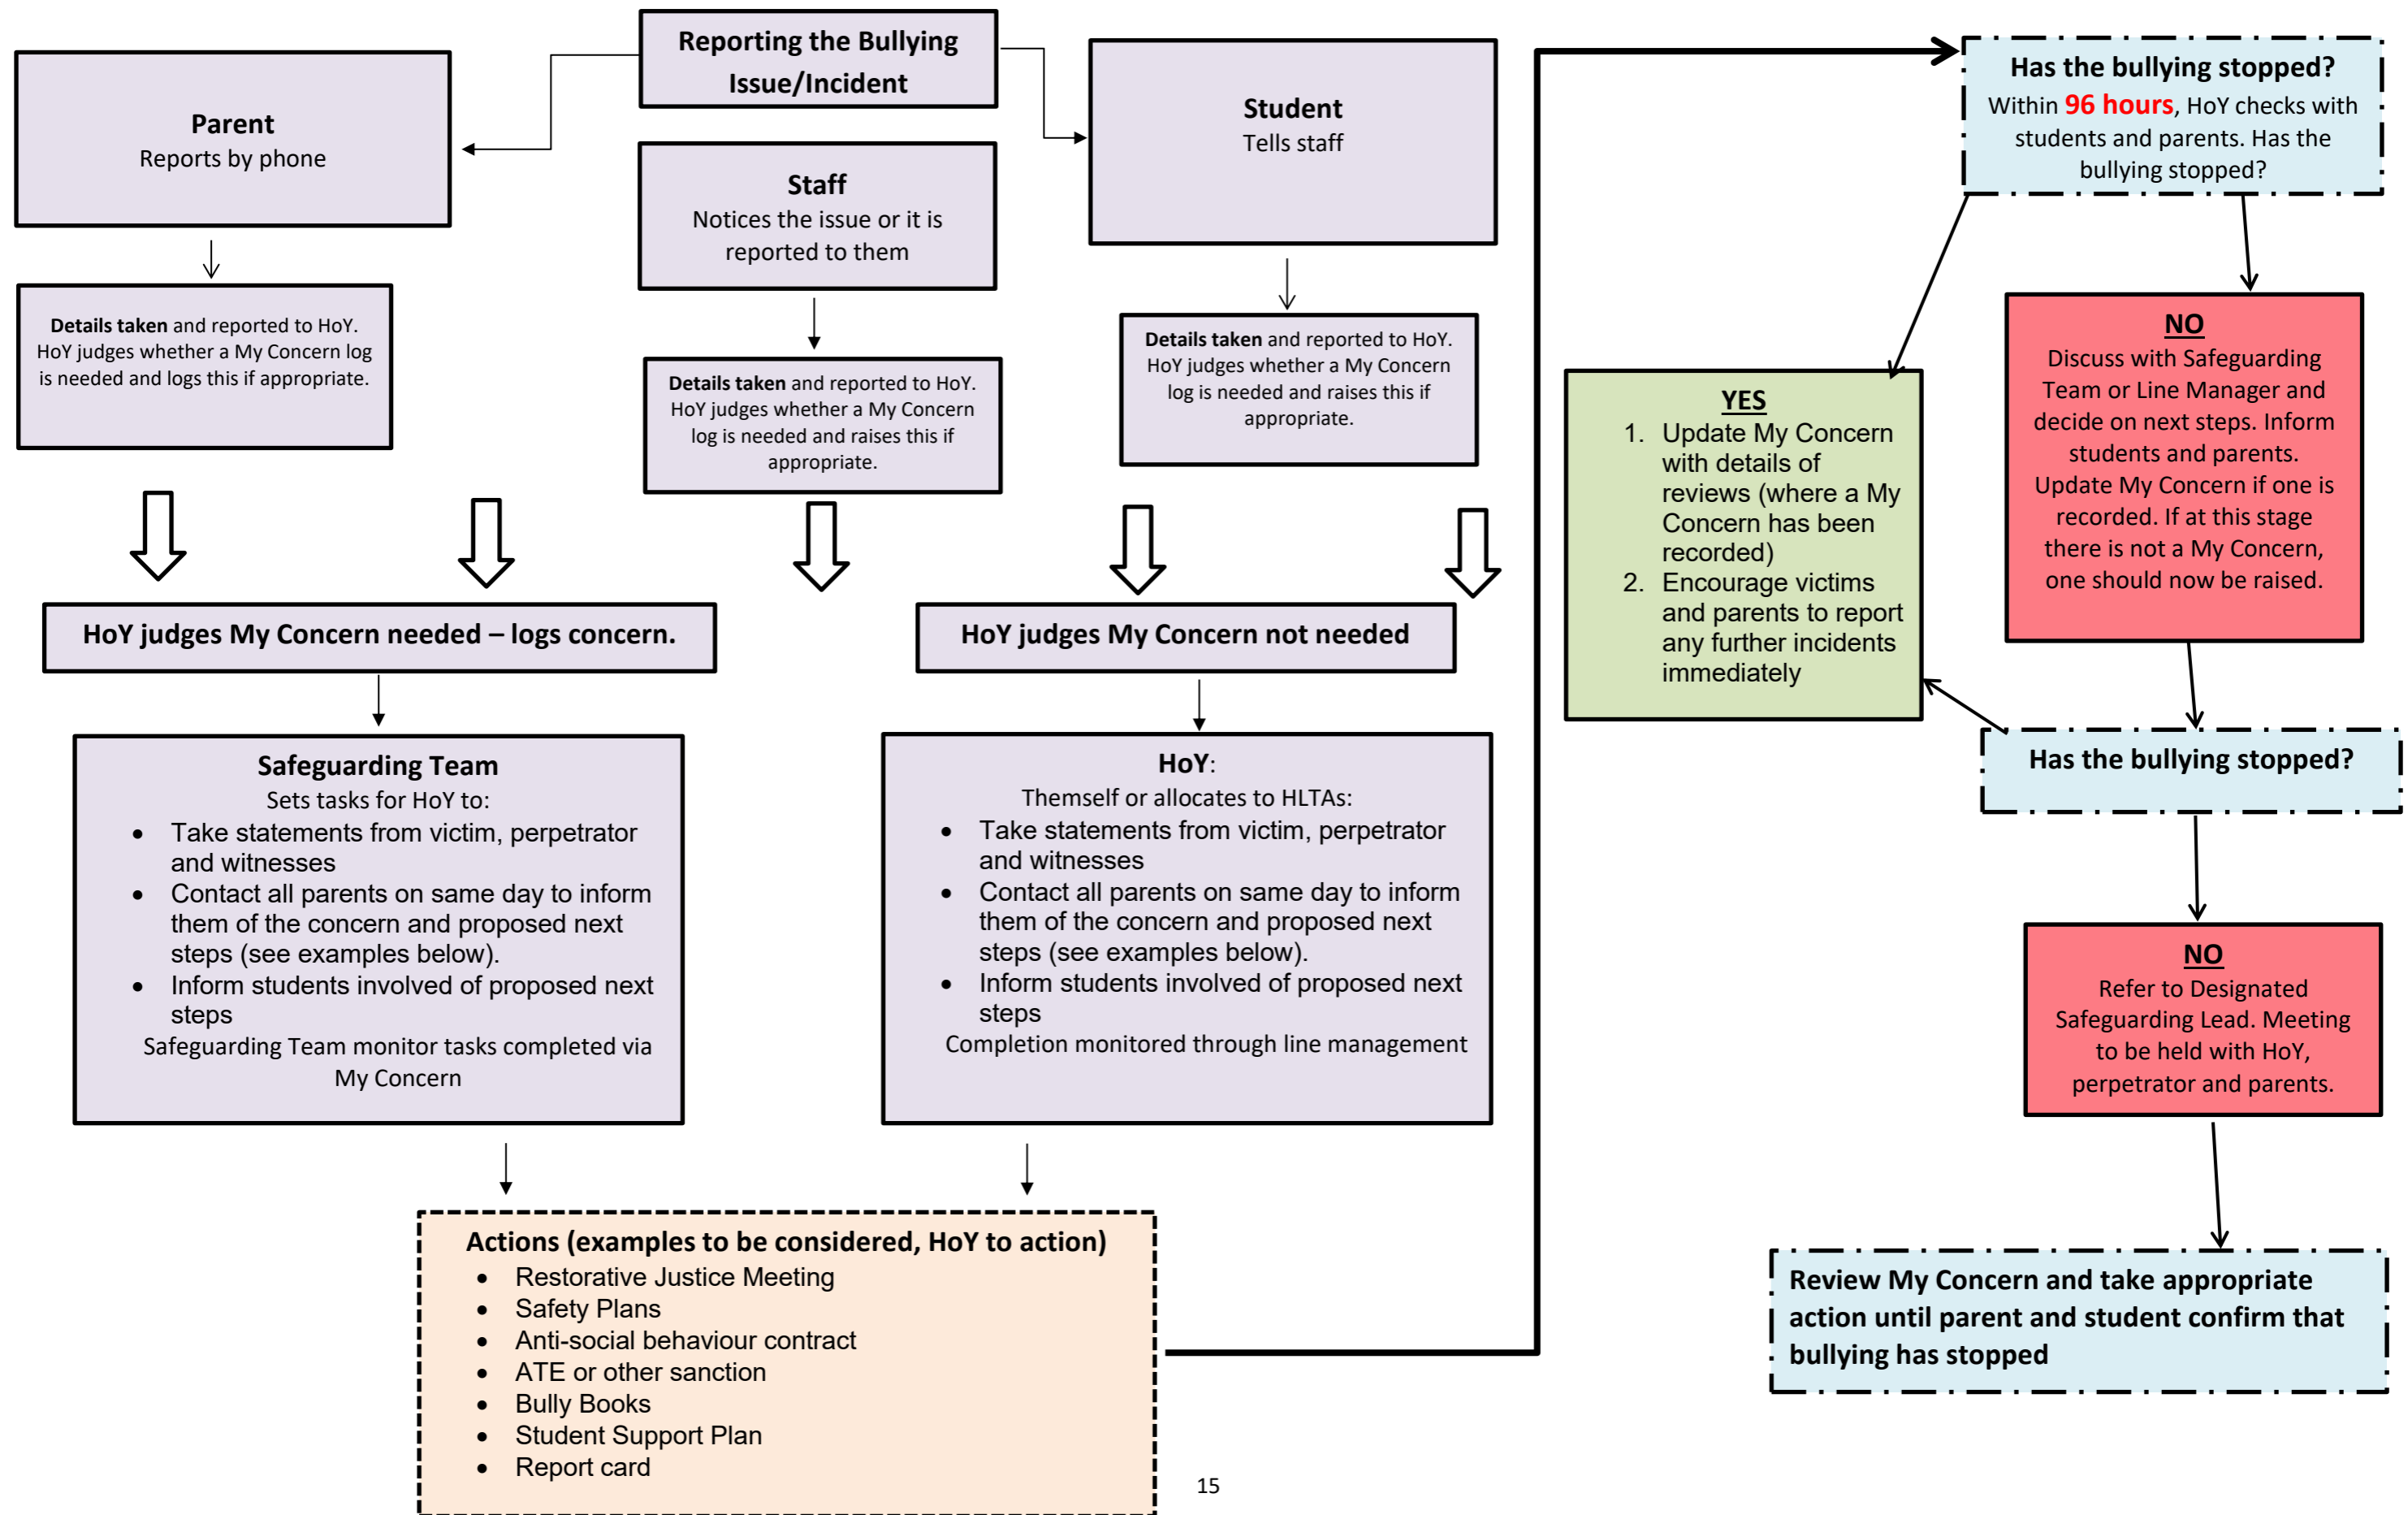 Reporting the Bullying
Issue/Incident
Parent
Reports by phone
Staff
Notices the issue or it is
reported to them
Student
Tells staff
Details taken and reported to HoY.
HoY judges whether a My Concern log
is needed and logs this if appropriate.
Details taken and reported to HoY.
HoY judges whether a My Concern
log is needed and raises this if
appropriate.
Details taken and reported to HoY.
HoY judges whether a My Concern
log is needed and raises this if
appropriate.
HoY judges My Concern needed – logs concern.
HoY judges My Concern not needed
Safeguarding Team
Sets tasks for HoY to:
• Take statements from victim, perpetrator
and witnesses
• Contact all parents on same day to inform
them of the concern and proposed next
steps (see examples below).
• Inform students involved of proposed next
steps
Safeguarding Team monitor tasks completed via
My Concern
HoY:
Themself or allocates to HLTAs:
• Take statements from victim, perpetrator
and witnesses
• Contact all parents on same day to inform
them of the concern and proposed next
steps (see examples below).
• Inform students involved of proposed next
steps
Completion monitored through line management
Actions (examples to be considered, HoY to action)
• Restorative Justice Meeting
• Safety Plans
• Anti-social behaviour contract
• ATE or other sanction
• Bully Books
• Student Support Plan
• Report card
Has the bullying stopped?
Within 96 hours, HoY checks with
students and parents. Has the
bullying stopped?
YES
1. Update My Concern
with details of
reviews (where a My
Concern has been
recorded)
2. Encourage victims
and parents to report
any further incidents
immediately
NO
Discuss with Safeguarding
Team or Line Manager and
decide on next steps. Inform
students and parents.
Update My Concern if one is
recorded. If at this stage
there is not a My Concern,
one should now be raised.
Has the bullying stopped?
NO
Refer to Designated
Safeguarding Lead. Meeting
to be held with HoY,
perpetrator and parents.
Review My Concern and take appropriate
action until parent and student confirm that
bullying has stopped
15